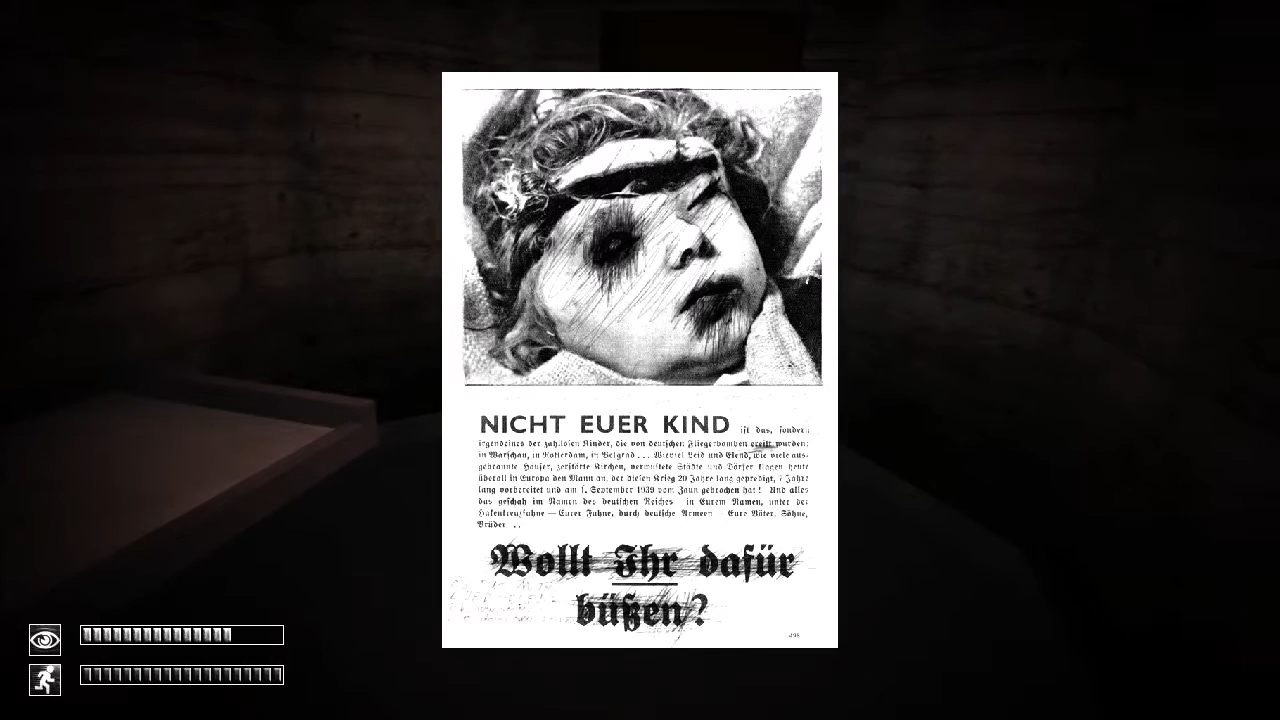 NICHT EUER KIND ist das, sondern
irgendeines der zahllosen Kinder, die von deutschen Fliegerbomben ereilt wurden:
in Warschau, in Rotterdam, in Belgrad ... Wieviel Leid und Elend, wie viele aus-
gebrannte Häuser, zerstörte Kirchen, verwüstete Städte und Dörfer klagen heute
überall in Europa den Mann an, der diesen Krieg 20 Jahre lang gepredigt, 7 Jahre
lang vorbereitet und am 1. September 1939 vom Zaun gebrochen hat! Und alles
das geschah im Namen des deutschen Reiches – in Eurem Namen, unter der
Hakenkreuzfahne — Eurer Fahne, durch deutsche Armeen – Eure Väter, Söhne,
Brüder ...
Wollt Ihr dafür
büßen?
498